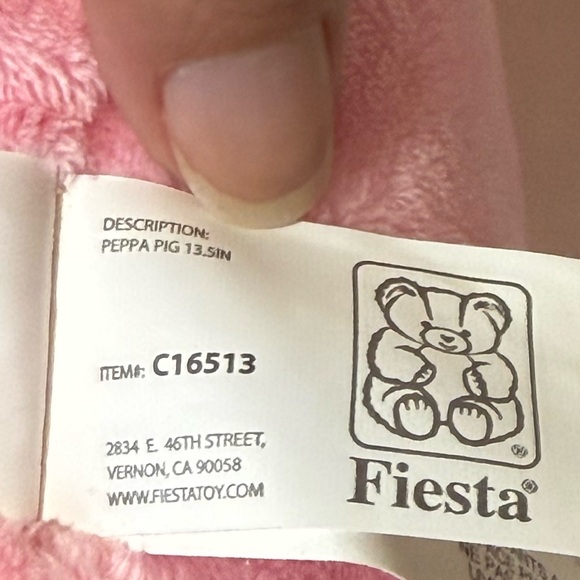 DESCRIPTION:
PEPPA PIG 13.5IN
ITEM#: C16513
2834 E. 46TH STREET,
VERNON, CA 90058
WWW.FIESTATOY.COM
Fiesta®